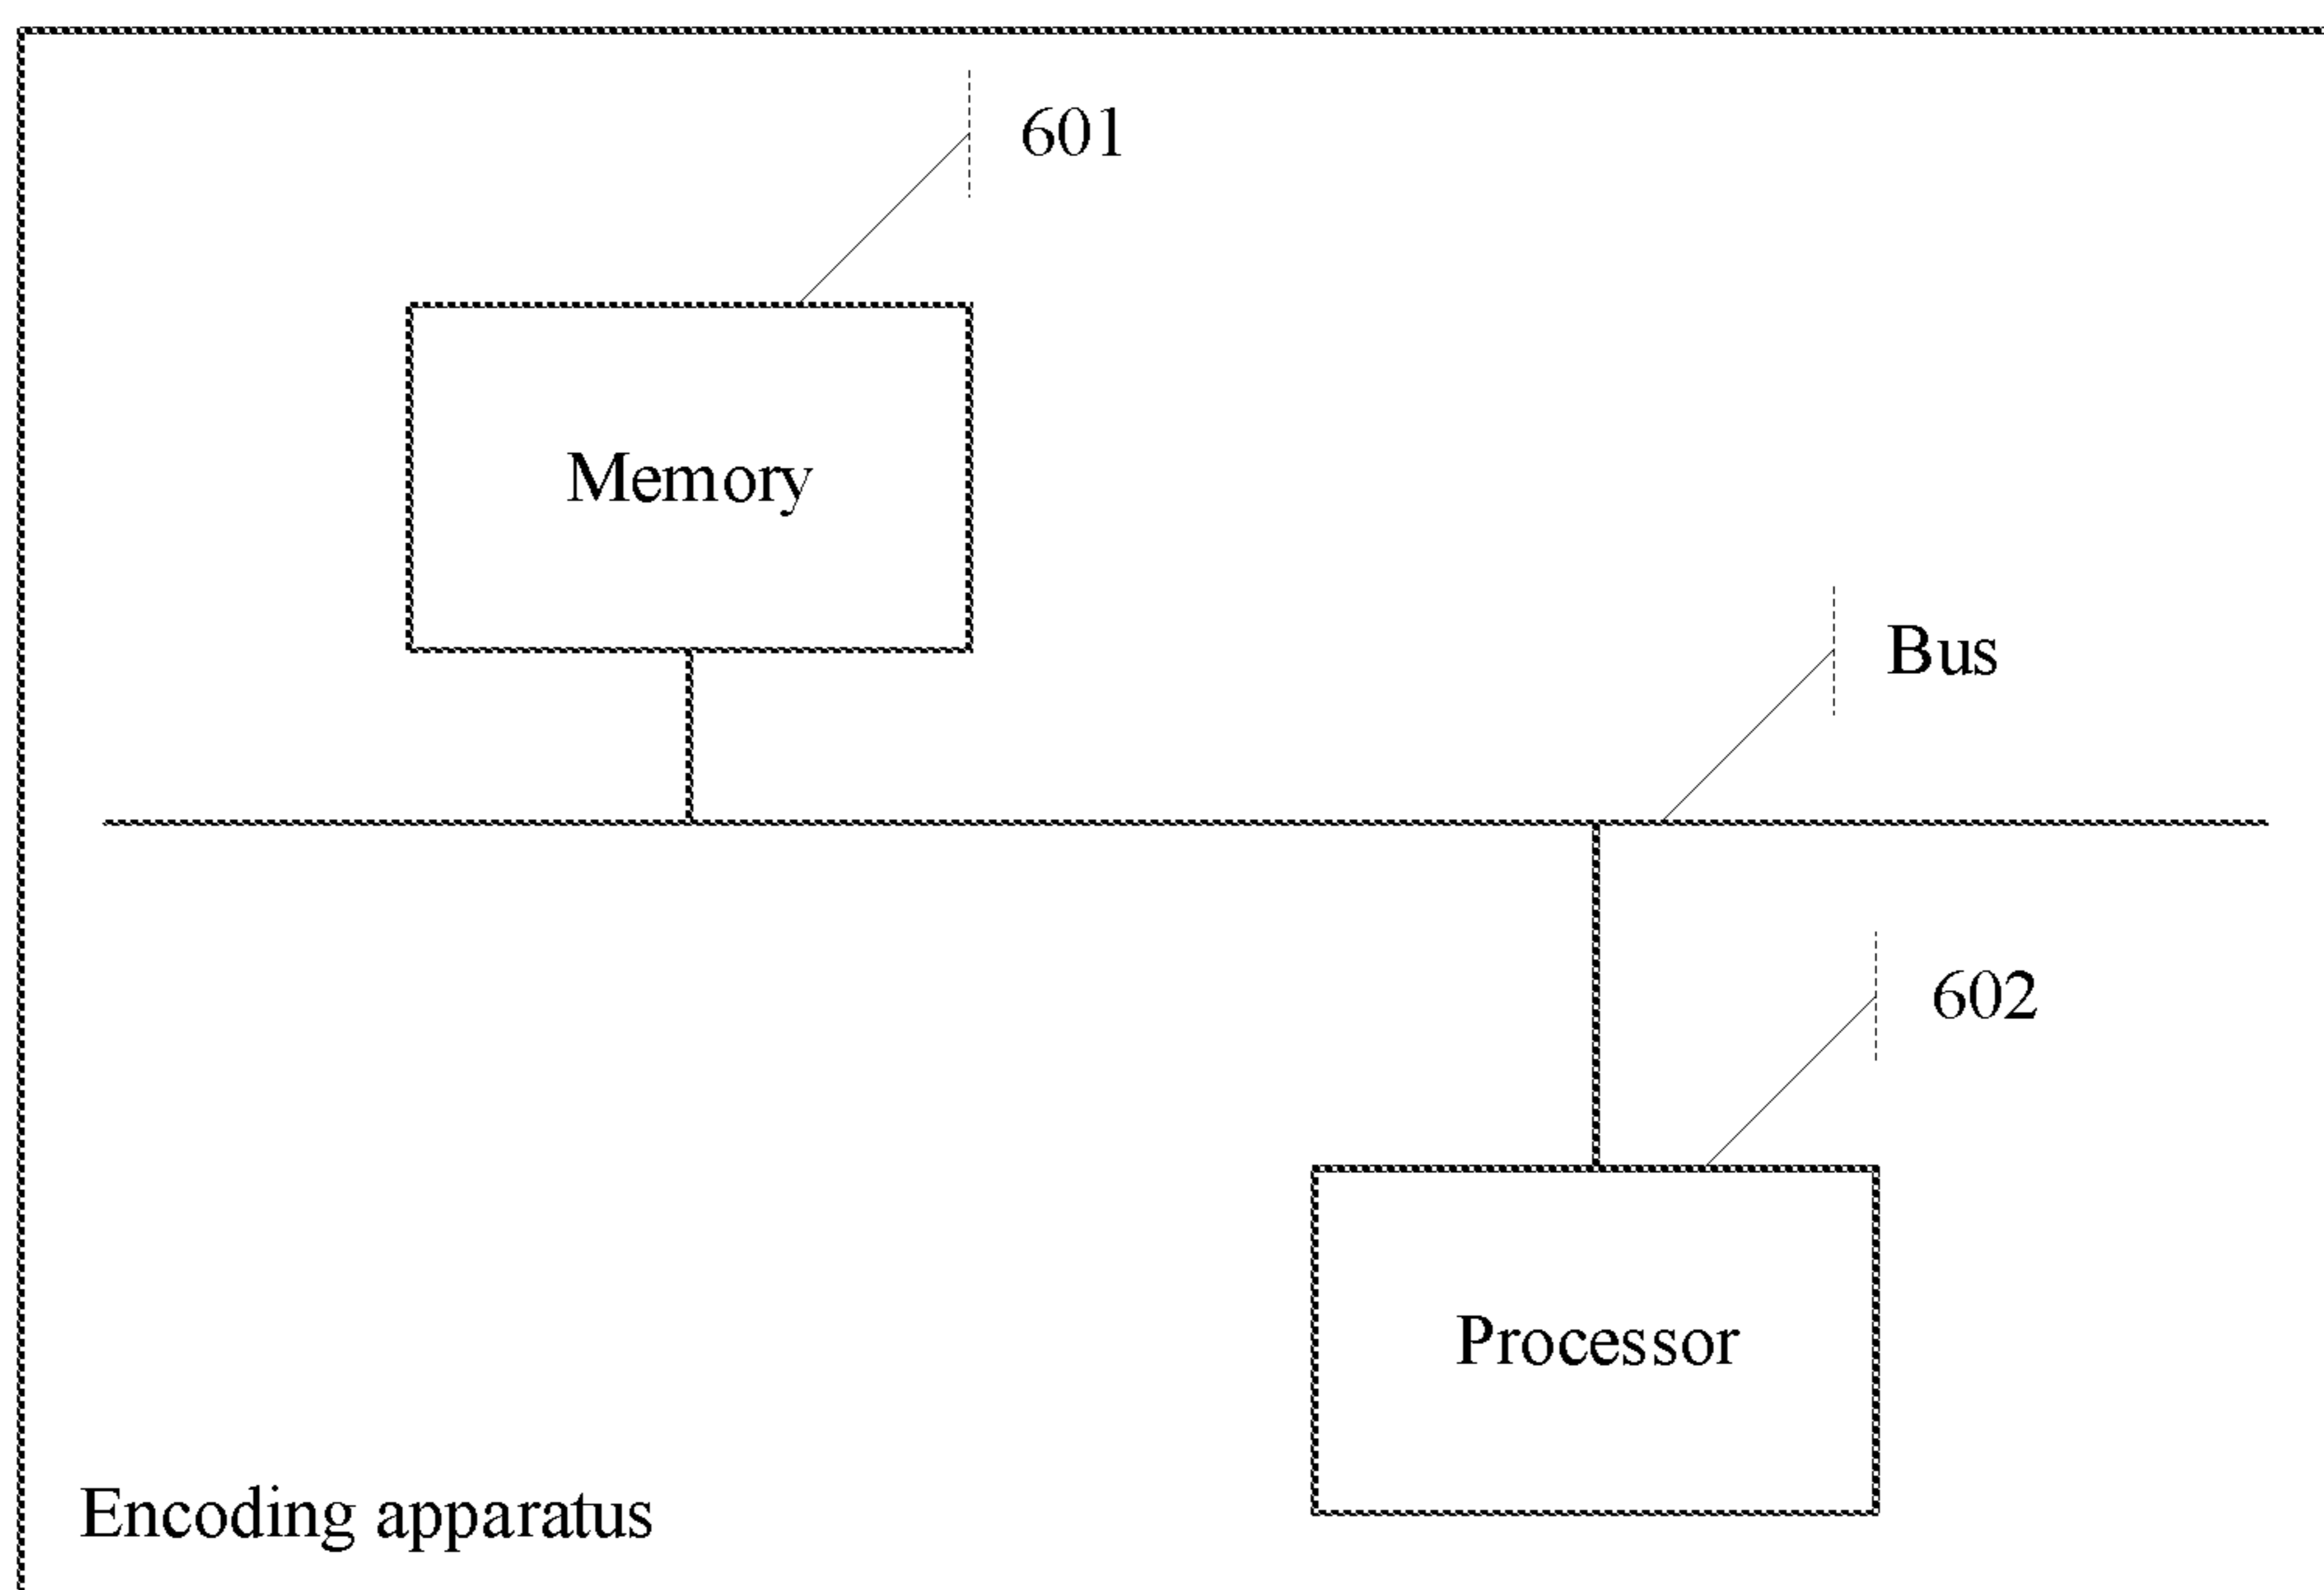 601
Memory
Bus
602
Processor
Encoding apparatus